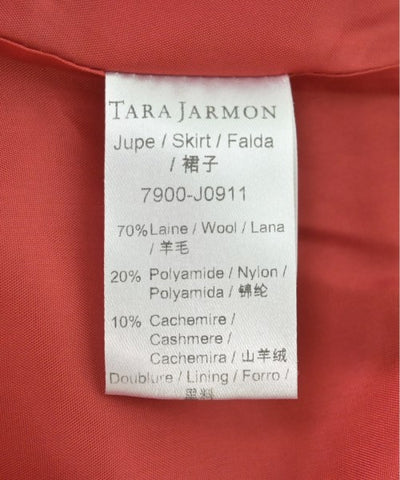 TARA JARMON
Jupe / Skirt / Falda
/ 裙子
7900-J0911
70% Laine / Wool / Lana
/ 羊毛
20% Polyamide / Nylon /
Polyamida / 锦纶
10% Cachemire /
Cashmere /
Cachemira / 山羊绒
Doublure / Lining / Forro /